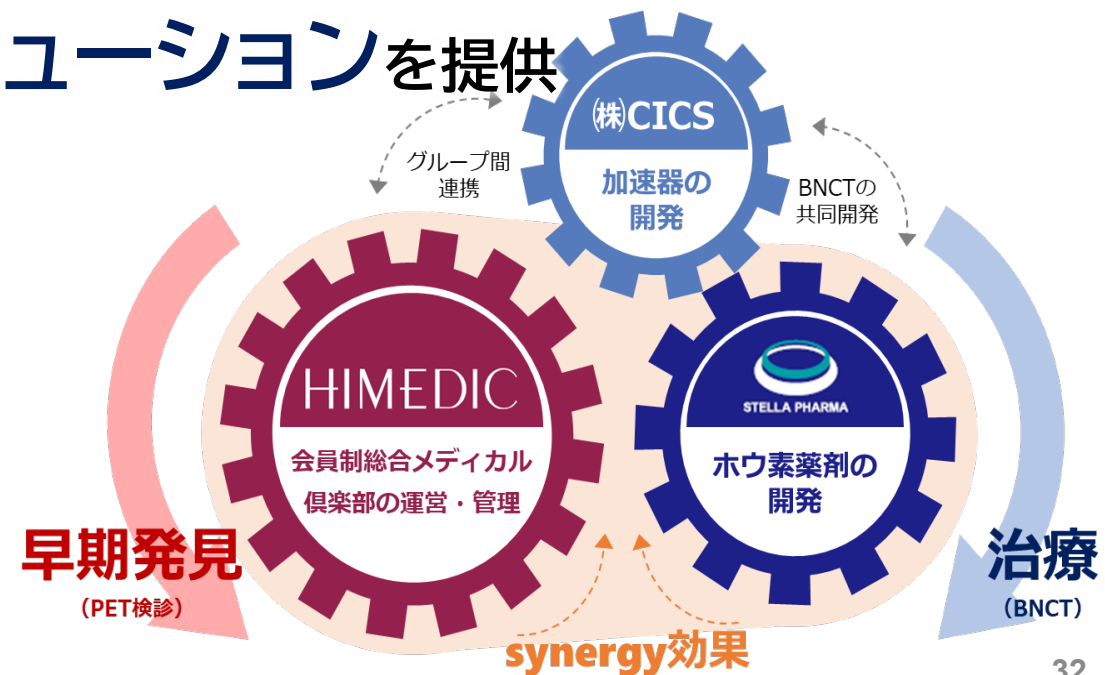 ューションを提供
㈱CICS
加速器の
開発
グループ間
連携
BNCTの
共同開発
HIMEDIC
会員制総合メディカル
倶楽部の運営・管理
STELLA PHARMA
ホウ素薬剤の
開発
早期発見
（PET検診）
治療
（BNCT）
synergy効果
32